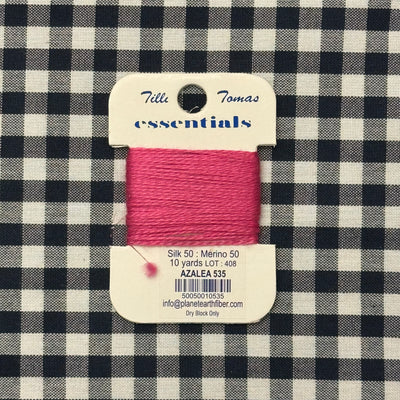 Tilli Tomas
essentials
Silk 50 : Merino 50
10 yards LOT : 408
AZALEA 535
50050010535
info@planetearthfiber.com
Dry Block Only